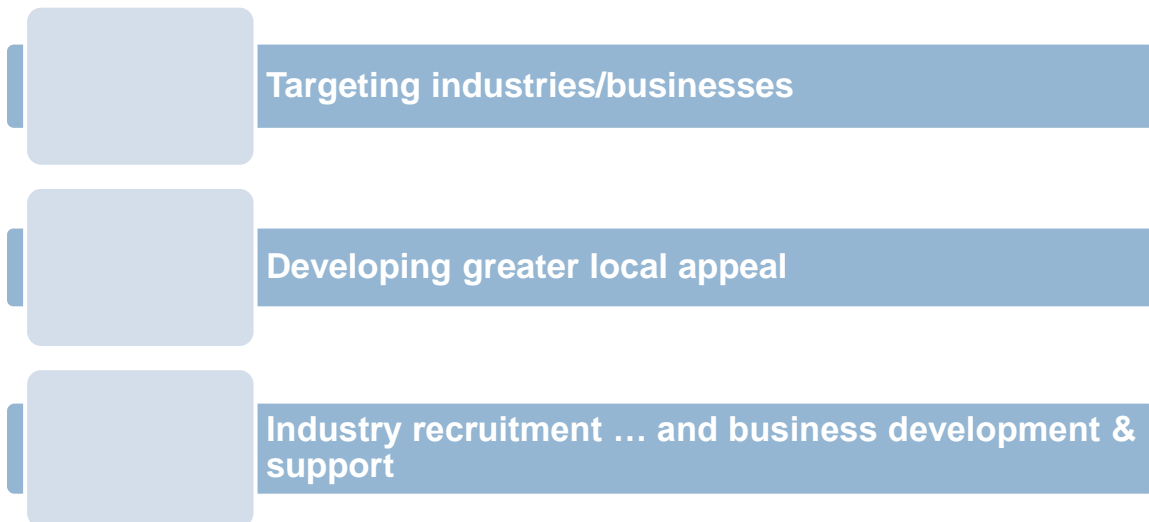 Targeting industries/businesses
Developing greater local appeal
Industry recruitment … and business development &
support